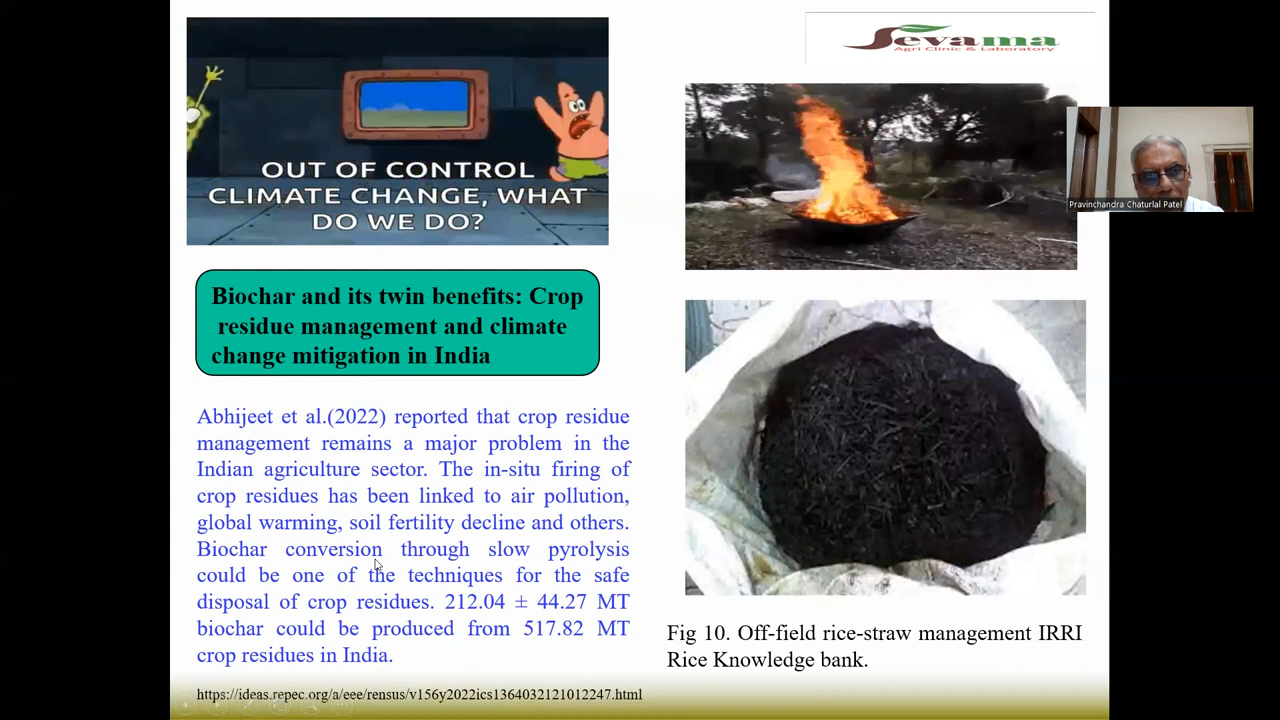 OUT OF CONTROL
CLIMATE CHANGE, WHAT
DO WE DO?
Sevama
Agri Clinic & Laboratory
Pravinchandra Chaturlal Patel
Biochar and its twin benefits: Crop
residue management and climate
change mitigation in India
Abhijeet et al.(2022) reported that crop residue
management remains a major problem in the
Indian agriculture sector. The in-situ firing of
crop residues has been linked to air pollution,
global warming, soil fertility decline and others.
Biochar conversion through slow pyrolysis
could be one of the techniques for the safe
disposal of crop residues. 212.04 ± 44.27 MT
biochar could be produced from 517.82 MT
crop residues in India.
Fig 10. Off-field rice-straw management IRRI
Rice Knowledge bank.
https://ideas.repec.org/a/eee/rensus/v156y2022ics1364032121012247.html